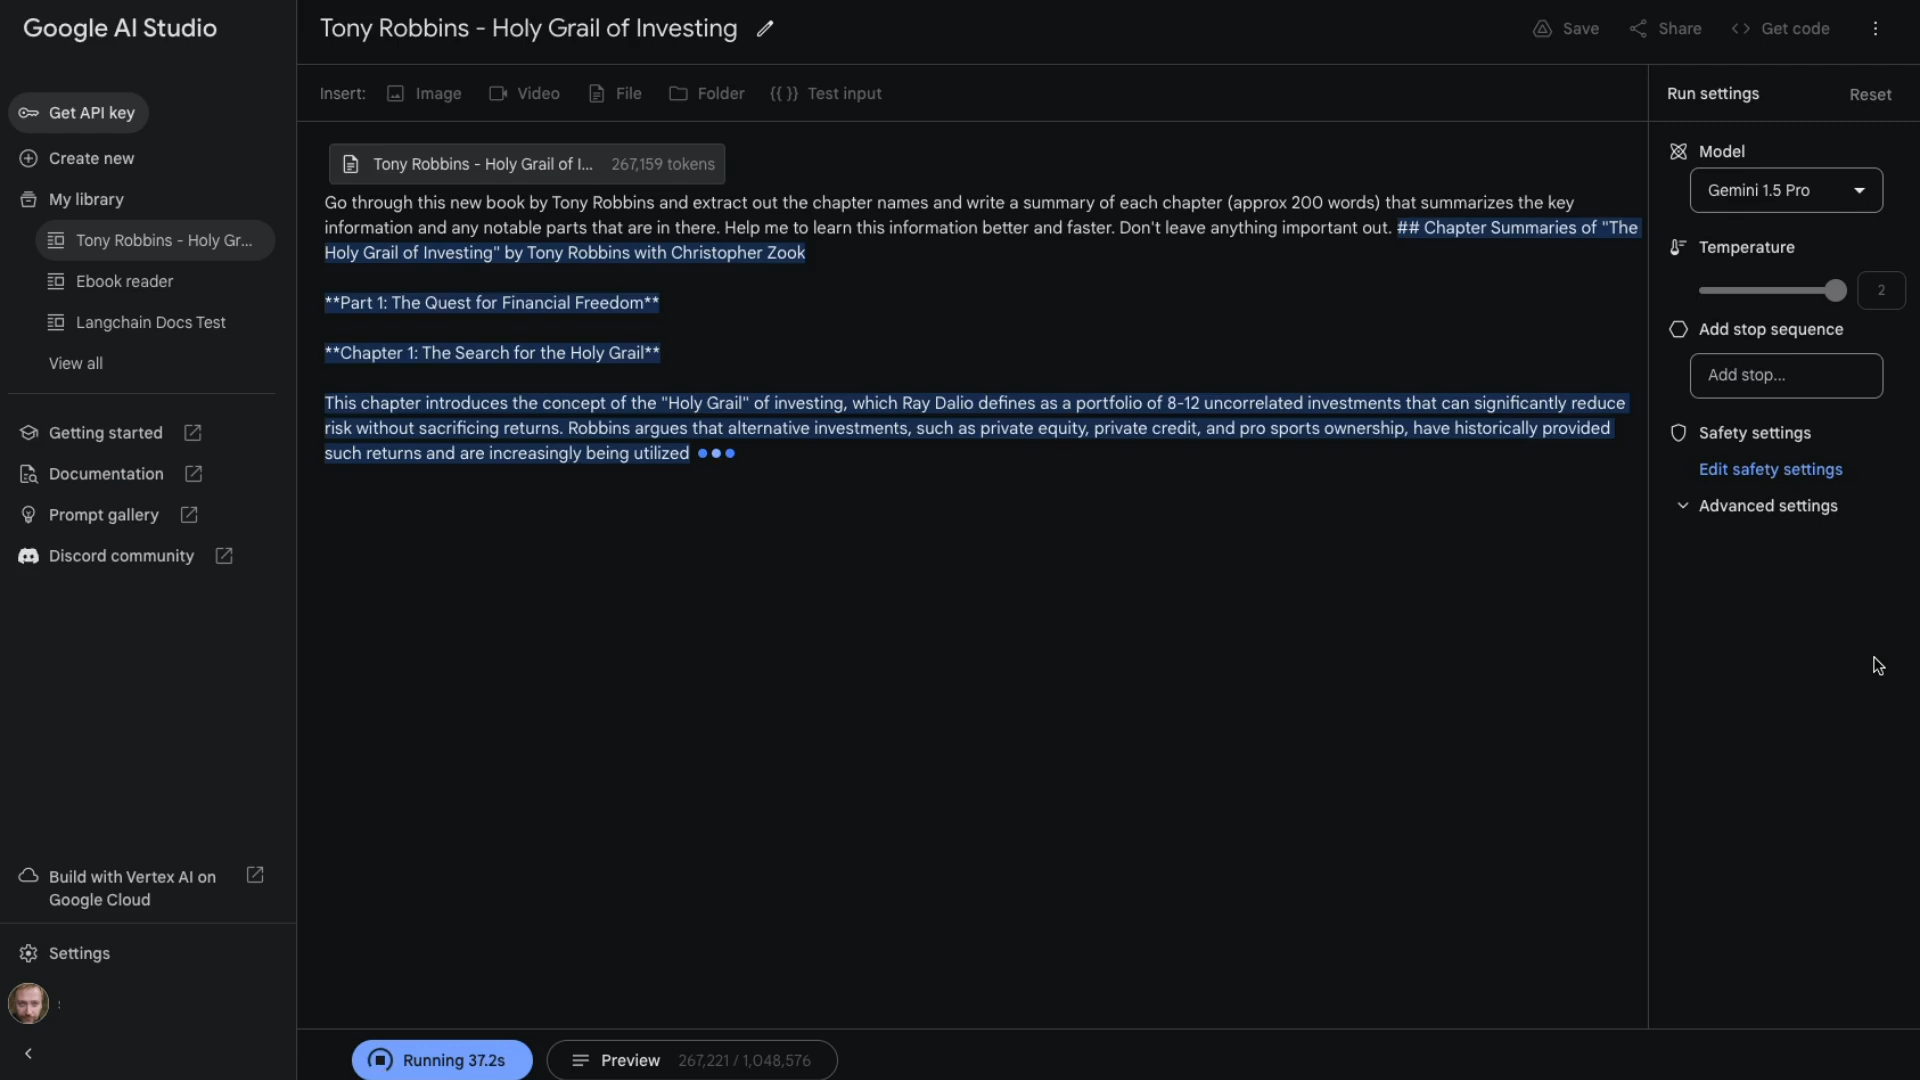 Google AI Studio
Get API key
Create new
My library
Tony Robbins - Holy Gr...
Ebook reader
Langchain Docs Test
View all
Getting started
Documentation
Prompt gallery
Discord community
Build with Vertex AI on
Google Cloud
Settings
Tony Robbins - Holy Grail of Investing
Save
Share
<> Get code
Insert:
Image
Video
File
Folder
{{ }} Test input
Tony Robbins - Holy Grail of I... 267,159 tokens
Go through this new book by Tony Robbins and extract out the chapter names and write a summary of each chapter (approx 200 words) that summarizes the key
information and any notable parts that are in there. Help me to learn this information better and faster. Don't leave anything important out. ## Chapter Summaries of "The
Holy Grail of Investing" by Tony Robbins with Christopher Zook
**Part 1: The Quest for Financial Freedom**
**Chapter 1: The Search for the Holy Grail**
This chapter introduces the concept of the "Holy Grail" of investing, which Ray Dalio defines as a portfolio of 8-12 uncorrelated investments that can significantly reduce
risk without sacrificing returns. Robbins argues that alternative investments, such as private equity, private credit, and pro sports ownership, have historically provided
such returns and are increasingly being utilized
Running 37.2s
Preview 267,221 / 1,048,576
Run settings
Reset
Model
Gemini 1.5 Pro
Temperature
2
Add stop sequence
Add stop...
Safety settings
Edit safety settings
Advanced settings